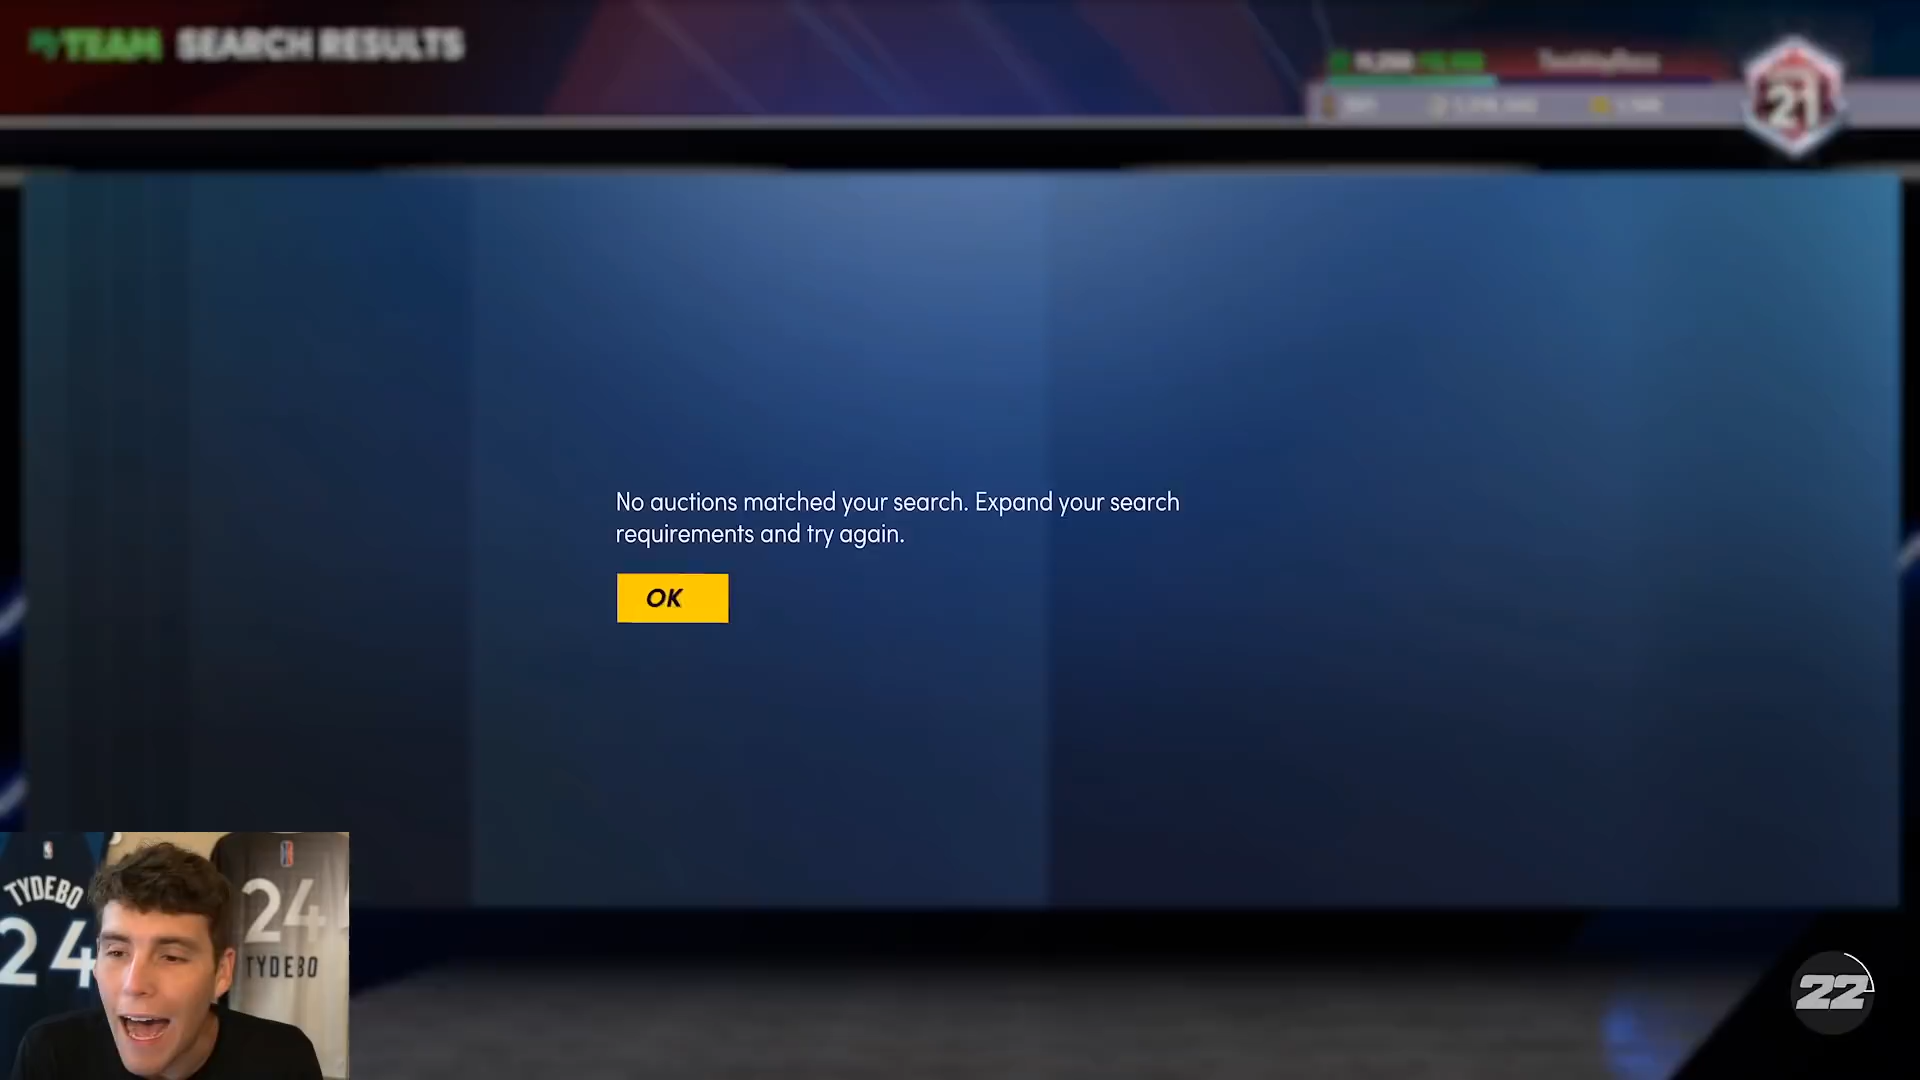 TEAM SEARCH RESULTS
21
No auctions matched your search. Expand your search
requirements and try again.
OK
TYDEBO
24
24
TYDEBO
22